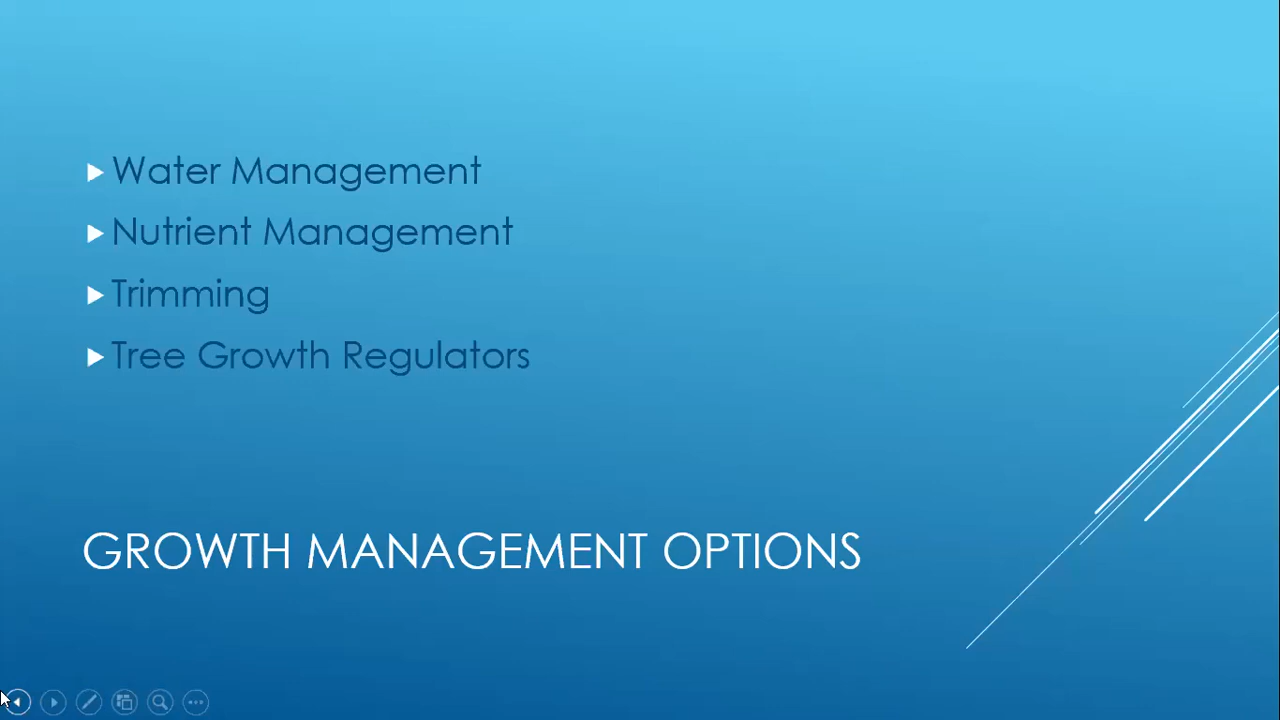 Water Management
Nutrient Management
Trimming
Tree Growth Regulators
GROWTH MANAGEMENT OPTIONS